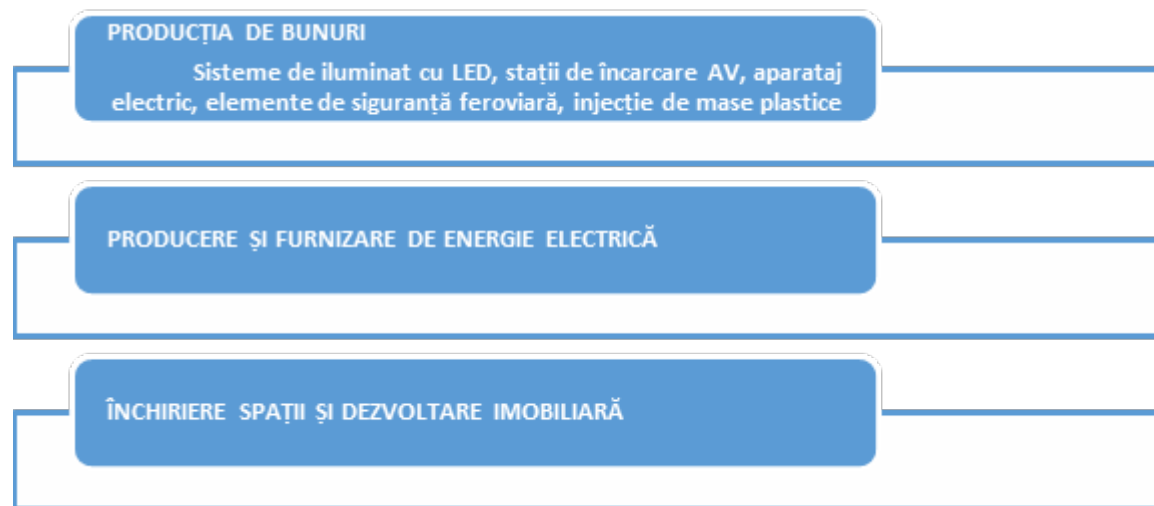 PRODUCȚIA DE BUNURI
Sisteme de iluminat cu LED, stații de încarcare AV, aparataj
electric, elemente de siguranță feroviară, injecție de mase plastice
PRODUCERE ȘI FURNIZARE DE ENERGIE ELECTRICĂ
ÎNCHIRIERE SPAȚII ȘI DEZVOLTARE IMOBILIARĂ